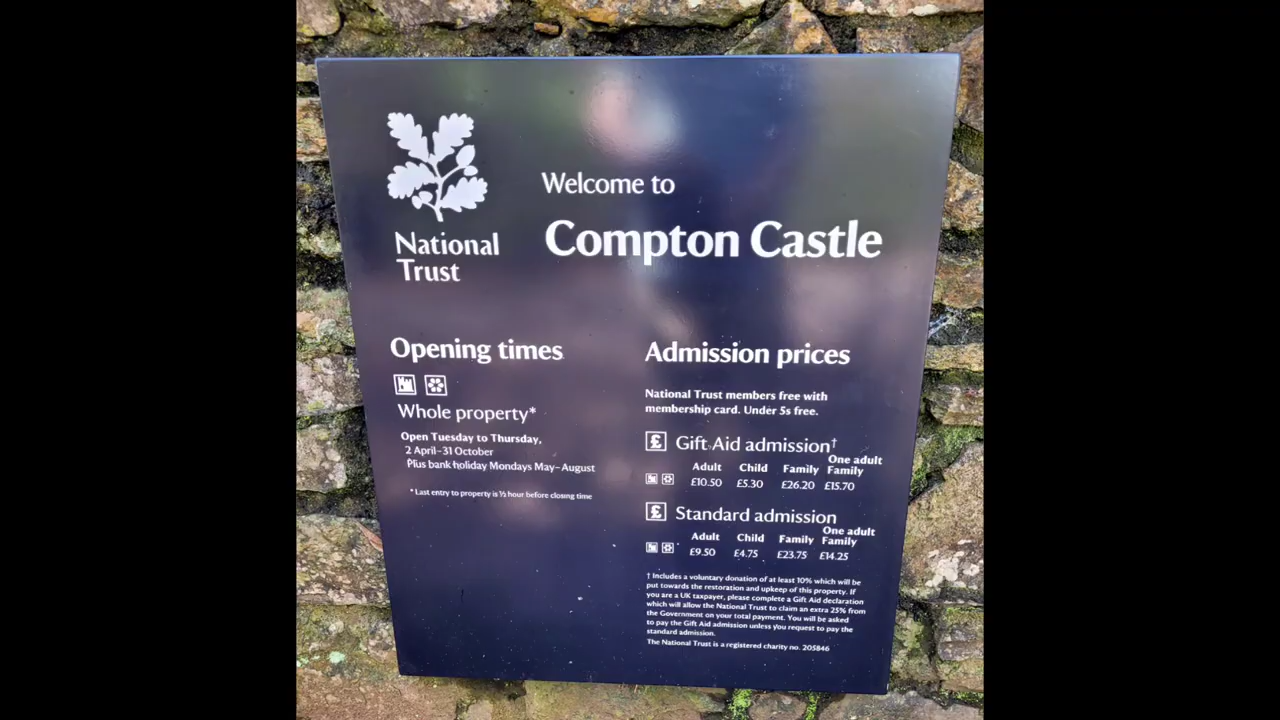 National
Trust
Welcome to
Compton Castle
Opening times
Whole property*
Open Tuesday to Thursday,
2 April–31 October
Plus bank holiday Mondays May–August
* Last entry to property is ½ hour before closing time
Admission prices
National Trust members free with
membership card. Under 5s free.
£ Gift Aid admission†
Adult Child Family One adult Family
£10.50 £5.30 £26.20 £15.70
£ Standard admission
Adult Child Family One adult Family
£9.50 £4.75 £23.75 £14.25
† Includes a voluntary donation of at least 10% which will be
put towards the restoration and upkeep of this property. If
you are a UK taxpayer, please complete a Gift Aid declaration
which will allow the National Trust to claim an extra 25% from
the Government on your total payment. You will be asked
to pay the Gift Aid admission unless you request to pay the
standard admission.
The National Trust is a registered charity no. 205846